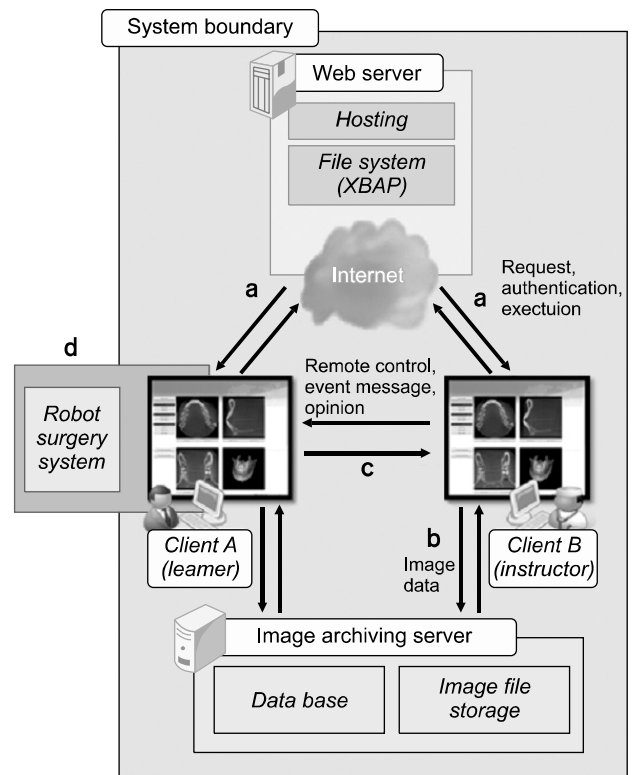 System boundary
Web server
Hosting
File system
(XBAP)
Internet
a
a
Request,
authentication,
exectuion
d
Remote control,
event message,
opinion
Robot
surgery
system
c
Client A
(leamer)
b
Image
data
Client B
(instructor)
Image archiving server
Data base
Image file
storage